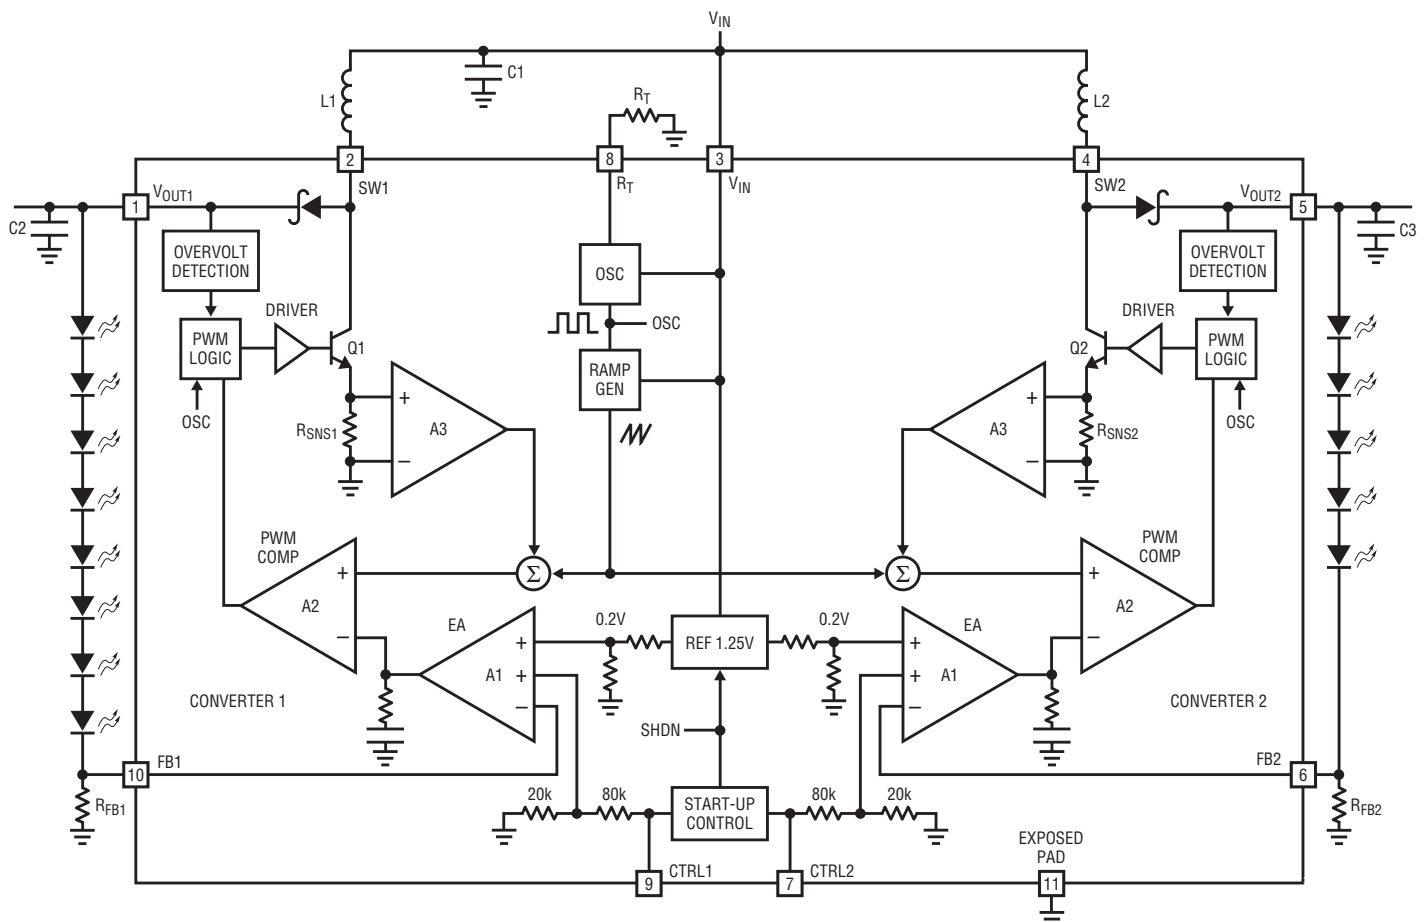 VIN
C1
L1
RT
L2
2
8
3
4
SW1
RT
VIN
SW2
VOUT1
VOUT2
1
5
C2
C3
OVERVOLT
DETECTION
OVERVOLT
DETECTION
OSC
DRIVER
DRIVER
OSC
PWM
LOGIC
Q1
Q2
PWM
LOGIC
RAMP
GEN
OSC
RSNS1
A3
A3
RSNS2
OSC
+
−
+
−
PWM
COMP
PWM
COMP
+
Σ
Σ
+
A2
A2
−
−
EA
0.2V
0.2V
EA
REF 1.25V
+
+
−
A1
+
+
−
A1
CONVERTER 1
CONVERTER 2
SHDN
FB1
FB2
10
6
RFB1
RFB2
20k
80k
START-UP
CONTROL
80k
20k
EXPOSED
PAD
CTRL1
CTRL2
9
7
11